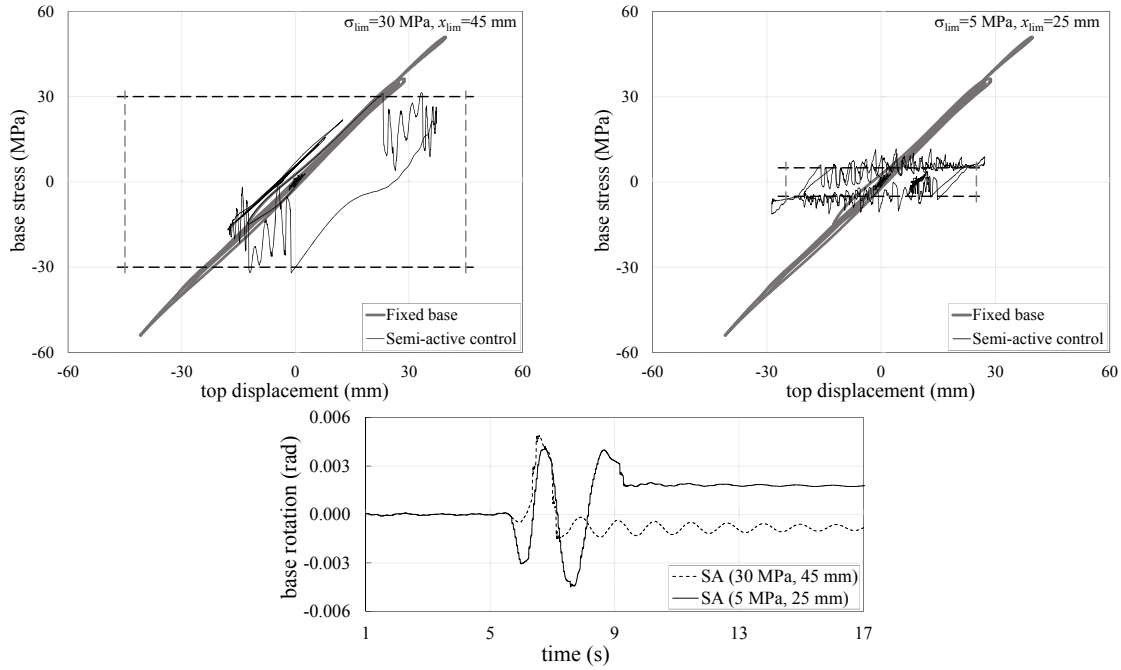 σlim=30 MPa, xlim=45 mm
60
30
0
-30
-60
base stress (MPa)
Fixed base
Semi-active control
-60 -30 0 30 60
top displacement (mm)
σlim=5 MPa, xlim=25 mm
60
30
0
-30
-60
base stress (MPa)
Fixed base
Semi-active control
-60 -30 0 30 60
top displacement (mm)
0.006
0.003
0.000
-0.003
-0.006
base rotation (rad)
SA (30 MPa, 45 mm)
SA (5 MPa, 25 mm)
1 5 9 13 17
time (s)